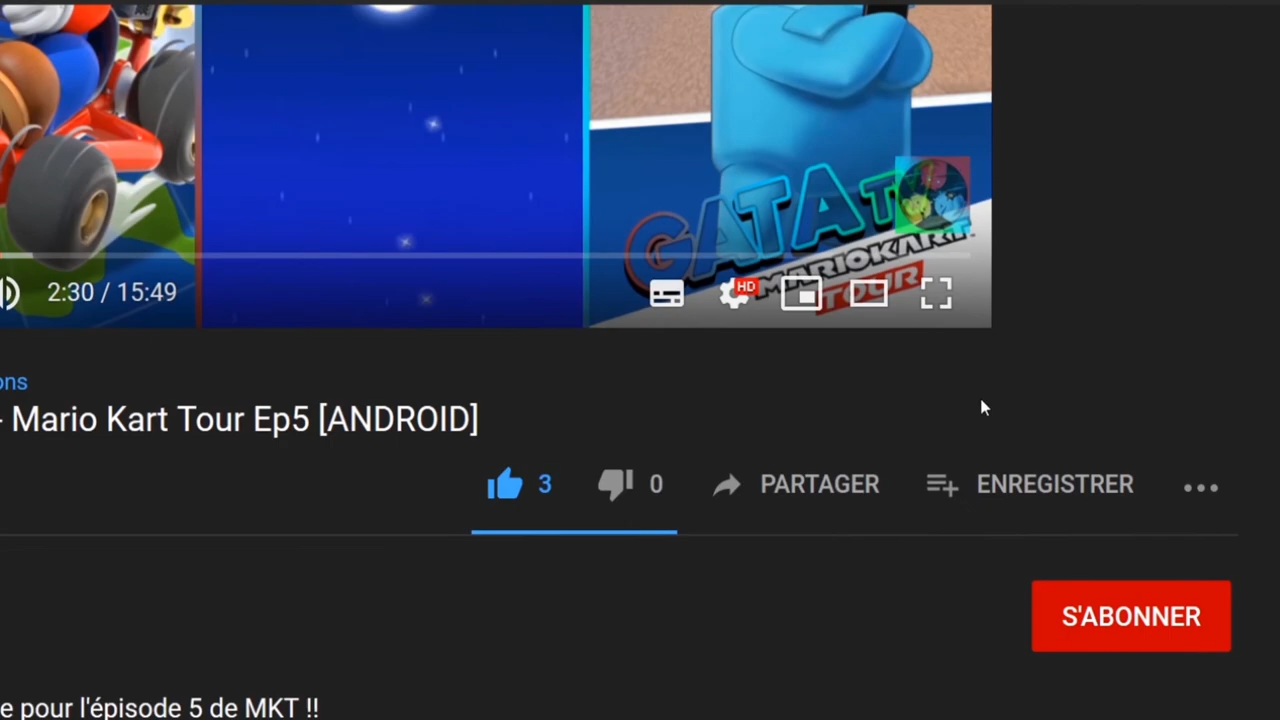 GATA
MARIOKART
TOUR
2:30 / 15:49
HD
ons
- Mario Kart Tour Ep5 [ANDROID]
3
0
PARTAGER
ENREGISTRER
S'ABONNER
e pour l'épisode 5 de MKT !!